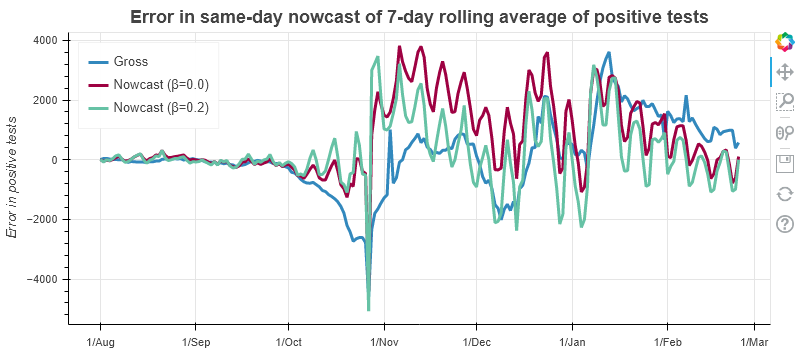 Error in same-day nowcast of 7-day rolling average of positive tests
Error in positive tests
4000
2000
0
−2000
−4000
Gross
Nowcast (β=0.0)
Nowcast (β=0.2)
1/Aug
1/Sep
1/Oct
1/Nov
1/Dec
1/Jan
1/Feb
1/Mar